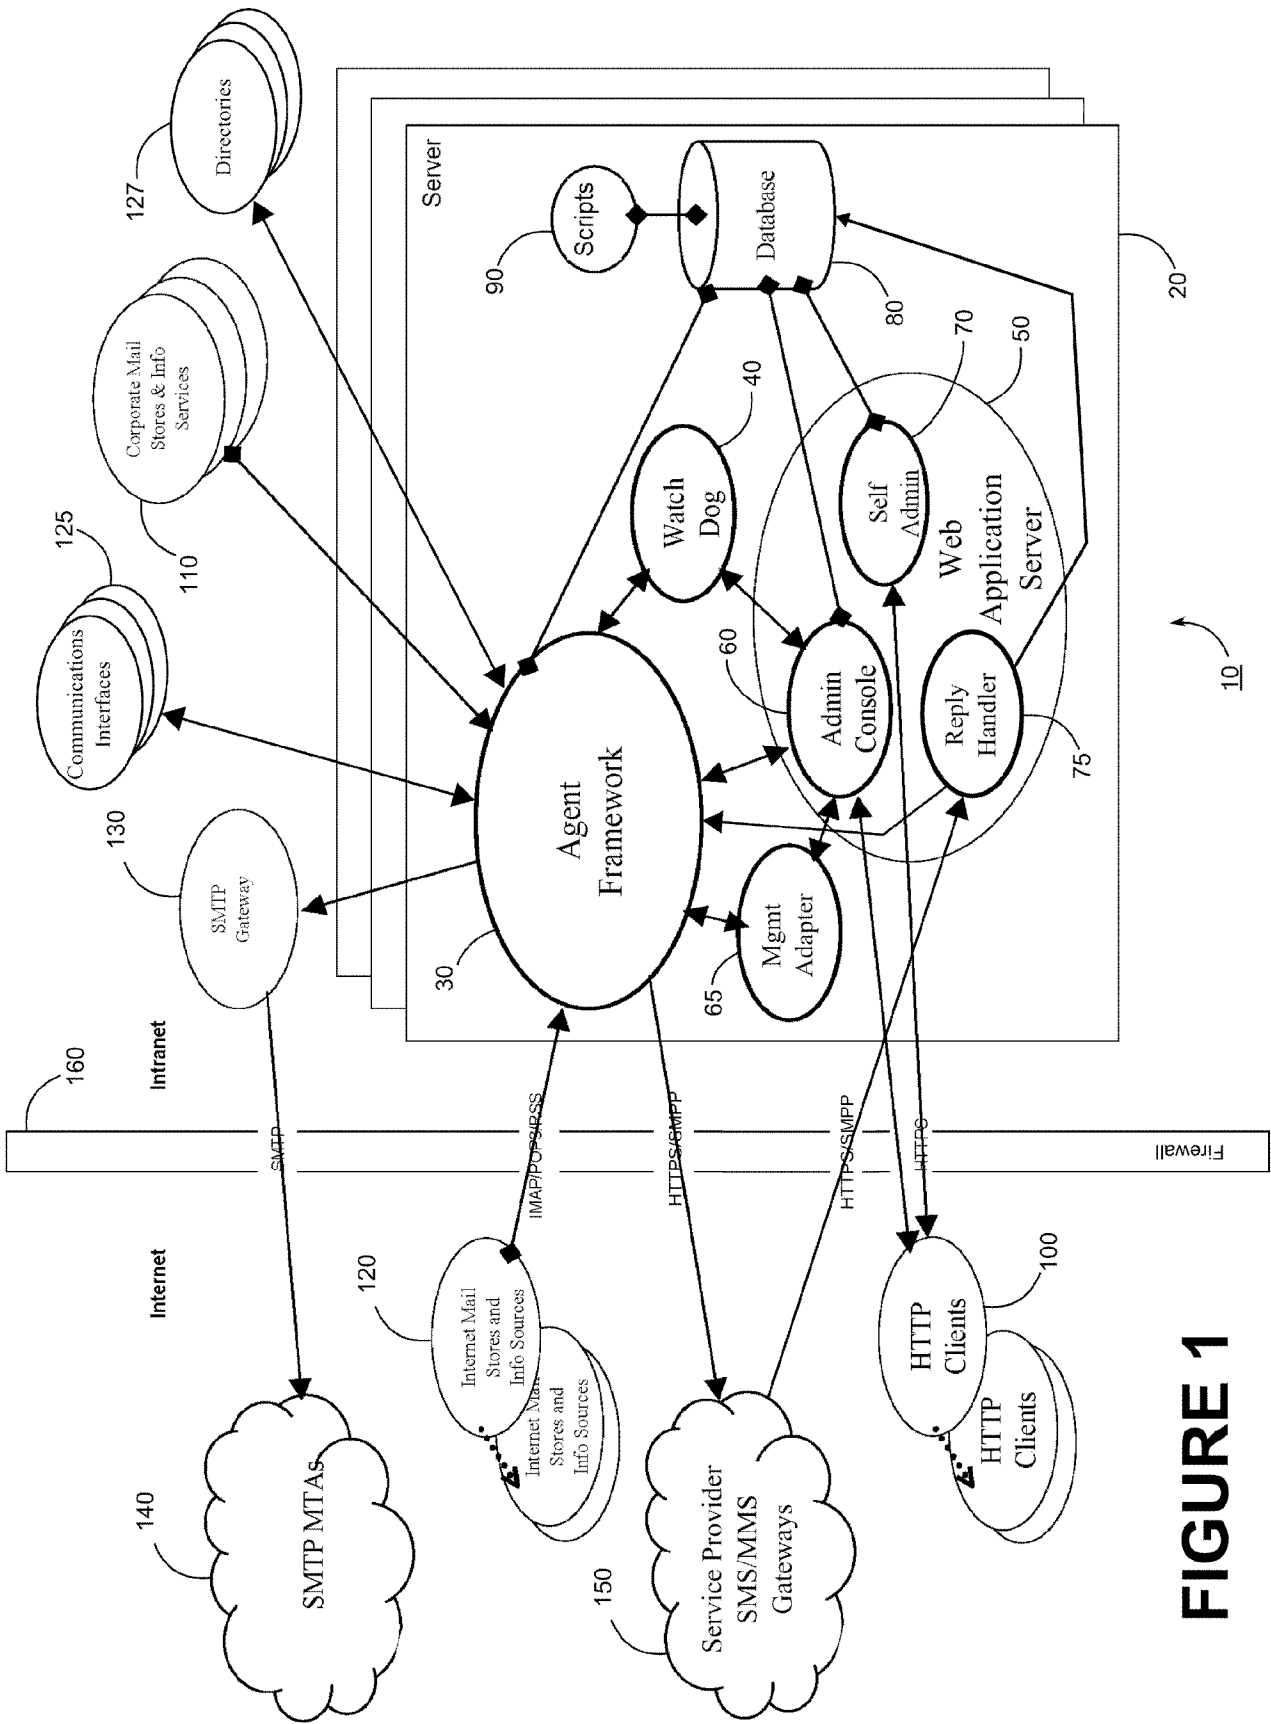 140
SMTP MTAs
Internet
160
Intranet
SMTP
130
SMTP
Gateway
125
Communications
Interfaces
110
Corporate Mail
Stores & Info
Services
127
Directories
120
Internet Mail
Stores and
Info Sources
Internet Mail
Stores and
Info Sources
IMAP/POP3/RSS
30
Agent
Framework
Server
90
Scripts
150
Service Provider
SMS/MMS
Gateways
HTTPS/SMPP
HTTPS/SMPP
65
Mgmt
Adapter
60
Admin
Console
Watch
Dog
40
Database
80
100
HTTP
Clients
HTTP
Clients
HTTPS
Reply
Handler
75
Self
Admin
70
Web
Application
Server
50
20
Firewall
10
FIGURE 1